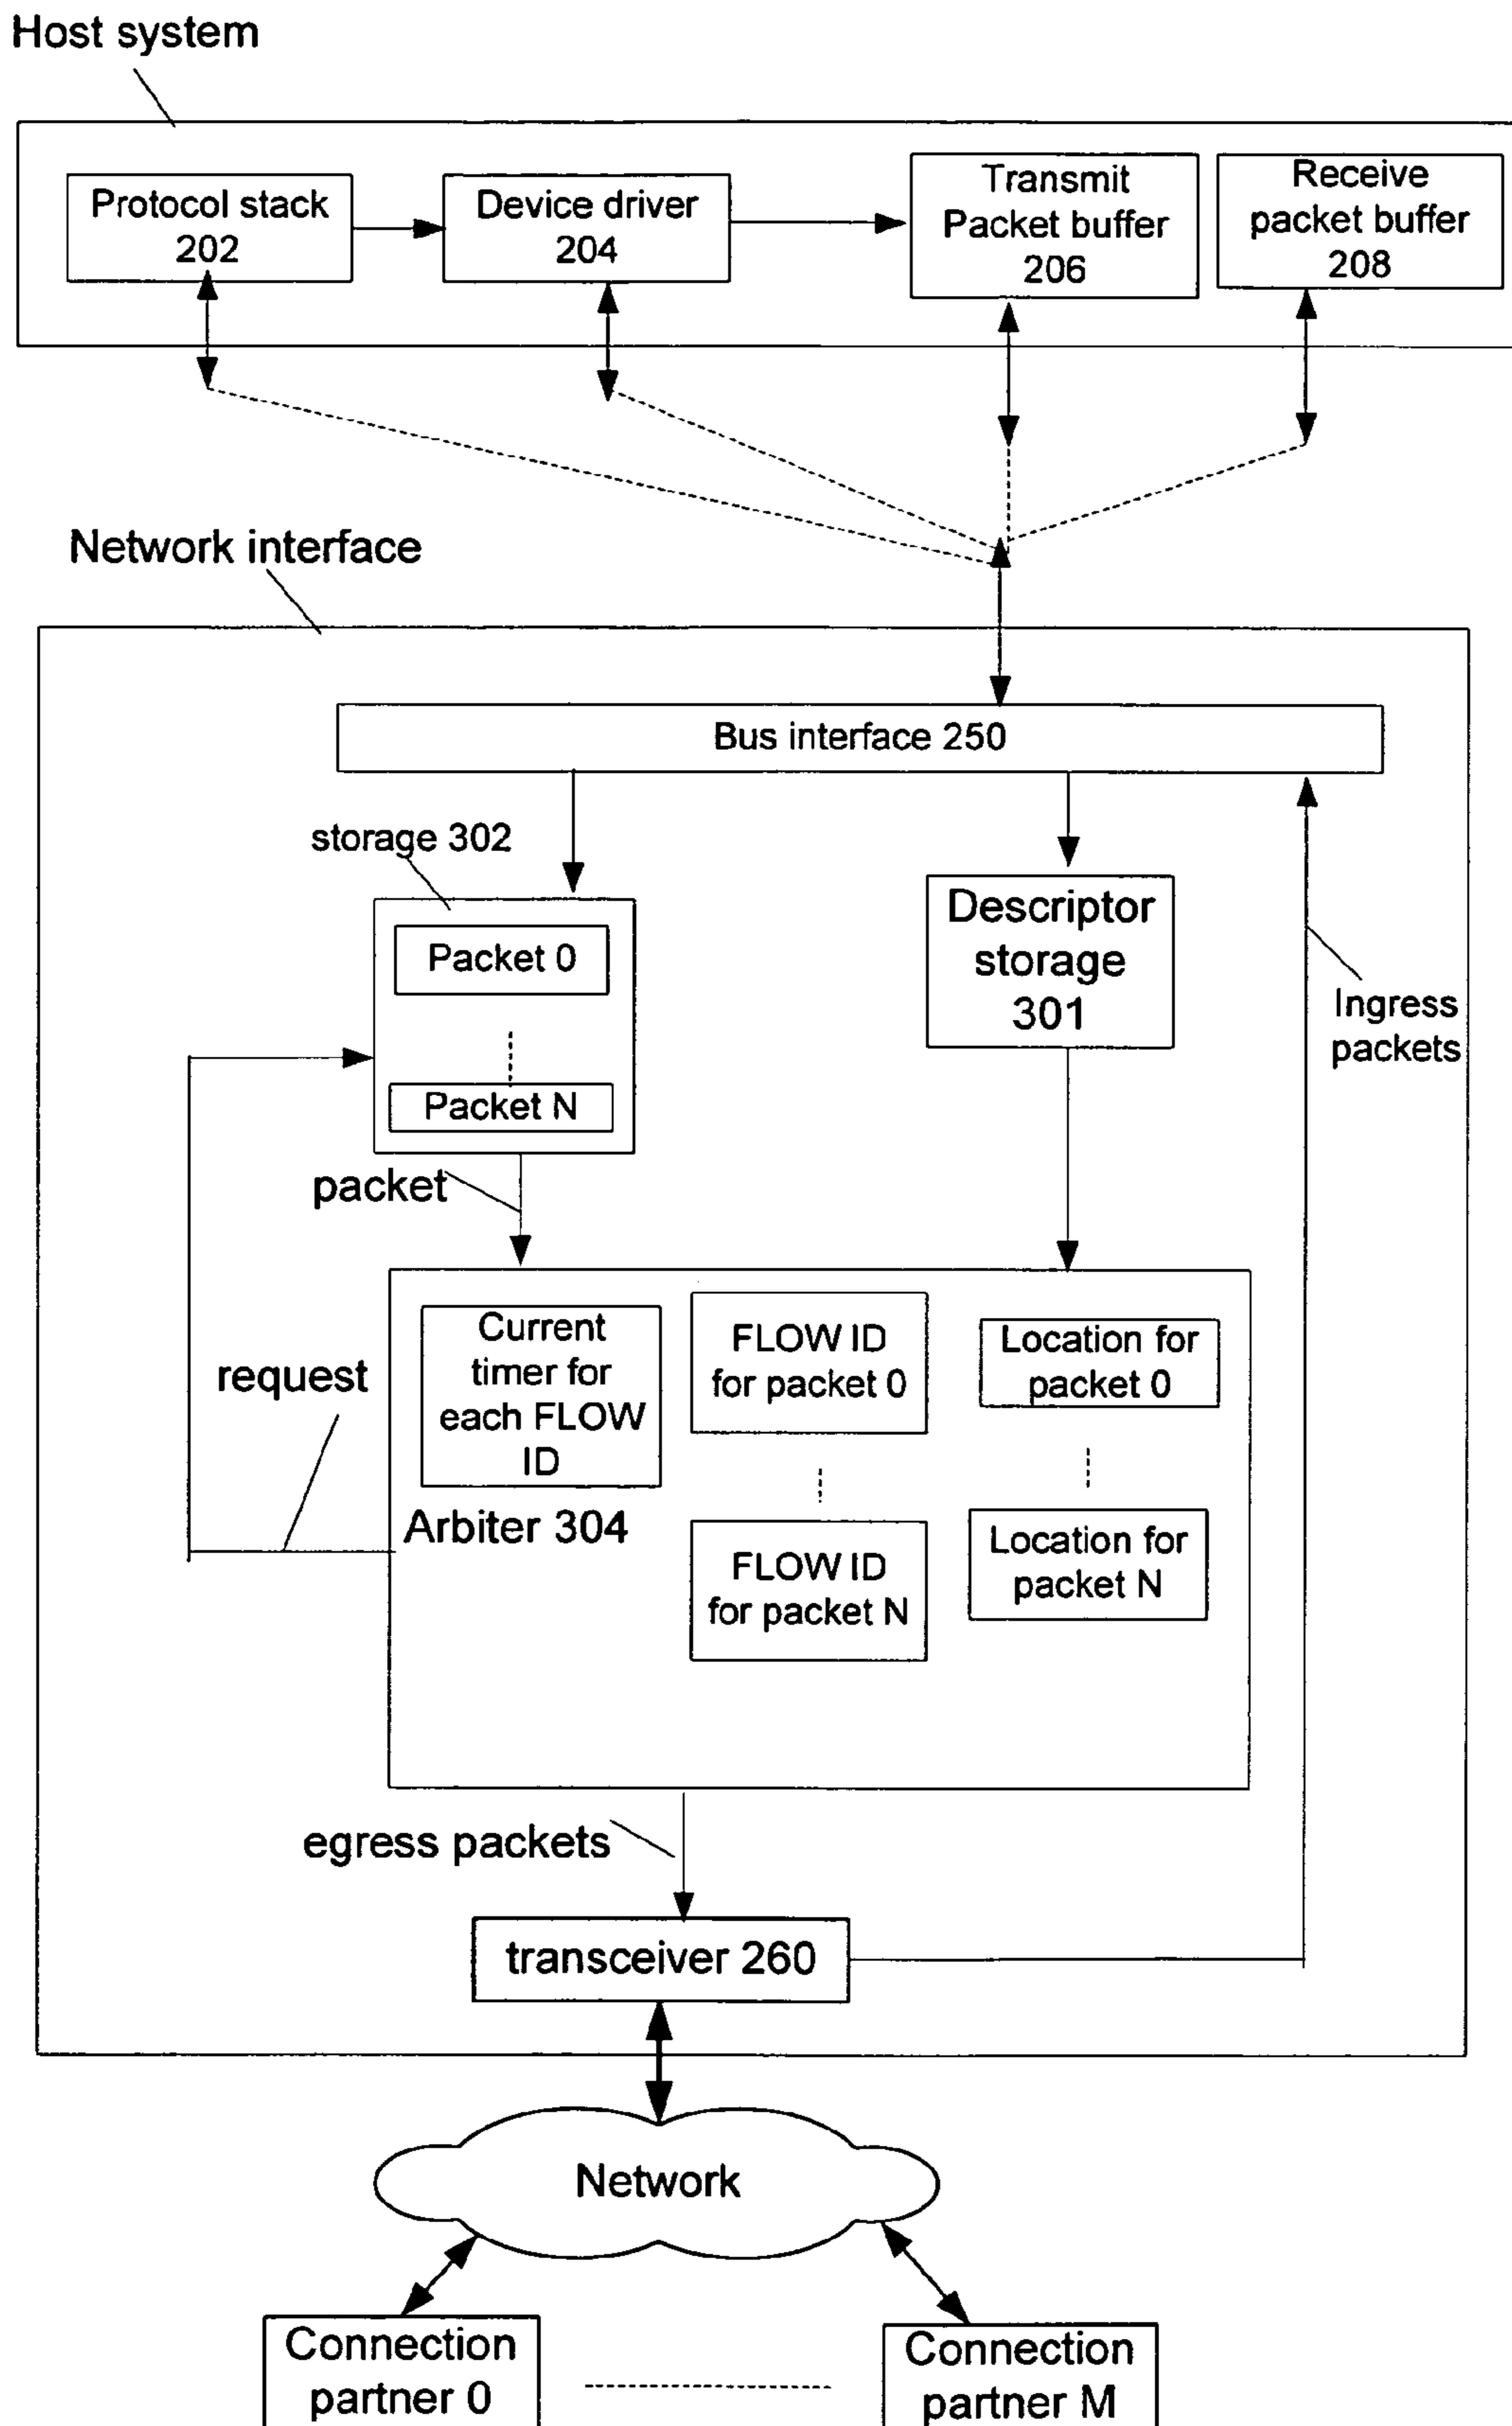 Host system
Protocol stack
202
Device driver
204
Transmit
Packet buffer
206
Receive
packet buffer
208
Network interface
Bus interface 250
storage 302
Packet 0
Packet N
Descriptor
storage
301
Ingress
packets
packet
request
Current
timer for
each FLOW
ID
FLOW ID
for packet 0
Location for
packet 0
Arbiter 304
FLOW ID
for packet N
Location for
packet N
egress packets
transceiver 260
Network
Connection
partner 0
Connection
partner M